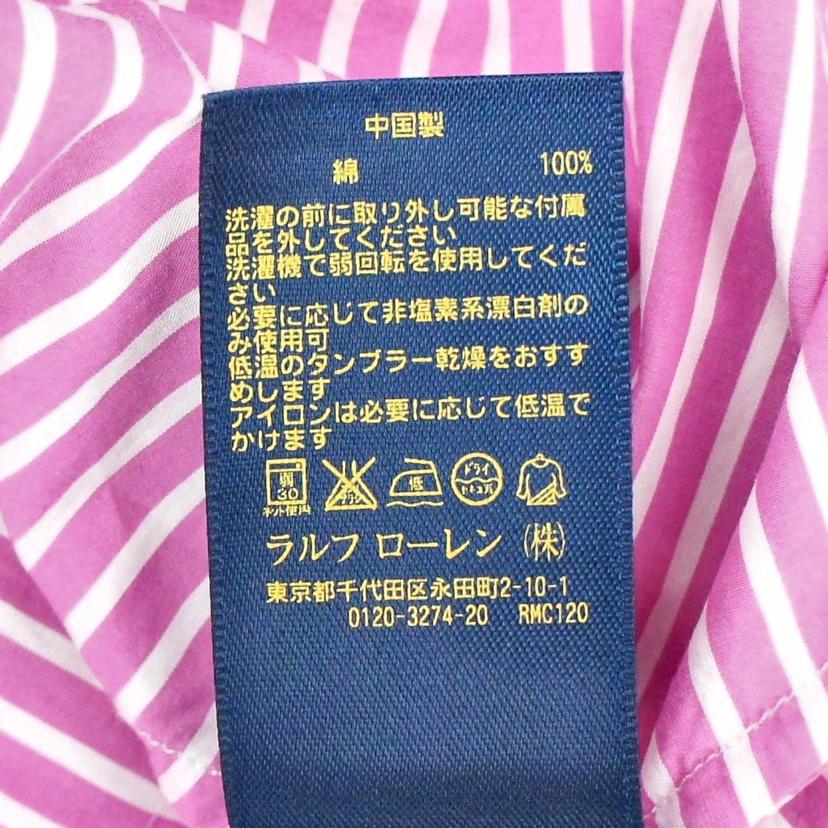 中国製
綿 100%
洗濯の前に取り外し可能な付属
品を外してください
洗濯機で弱回転を使用してくだ
さい
必要に応じて非塩素系漂白剤の
み使用可
低温のタンブラー乾燥をおすす
めします
アイロンは必要に応じて低温で
かけます
弱 30 低 ドライ
ネット使用
ラルフ ローレン (株)
東京都千代田区永田町2-10-1
0120-3274-20 RMC120